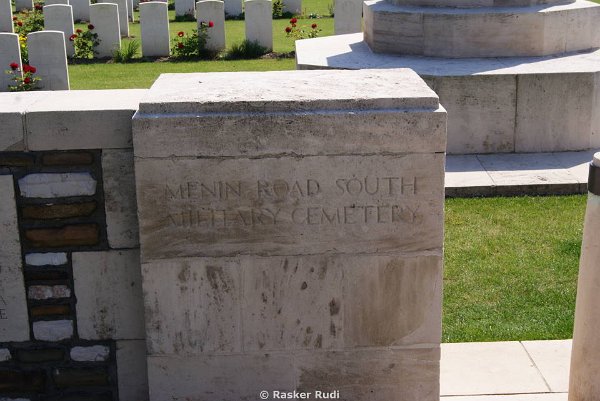 MENIN ROAD SOUTH
MILITARY CEMETERY
© Rasker Rudi